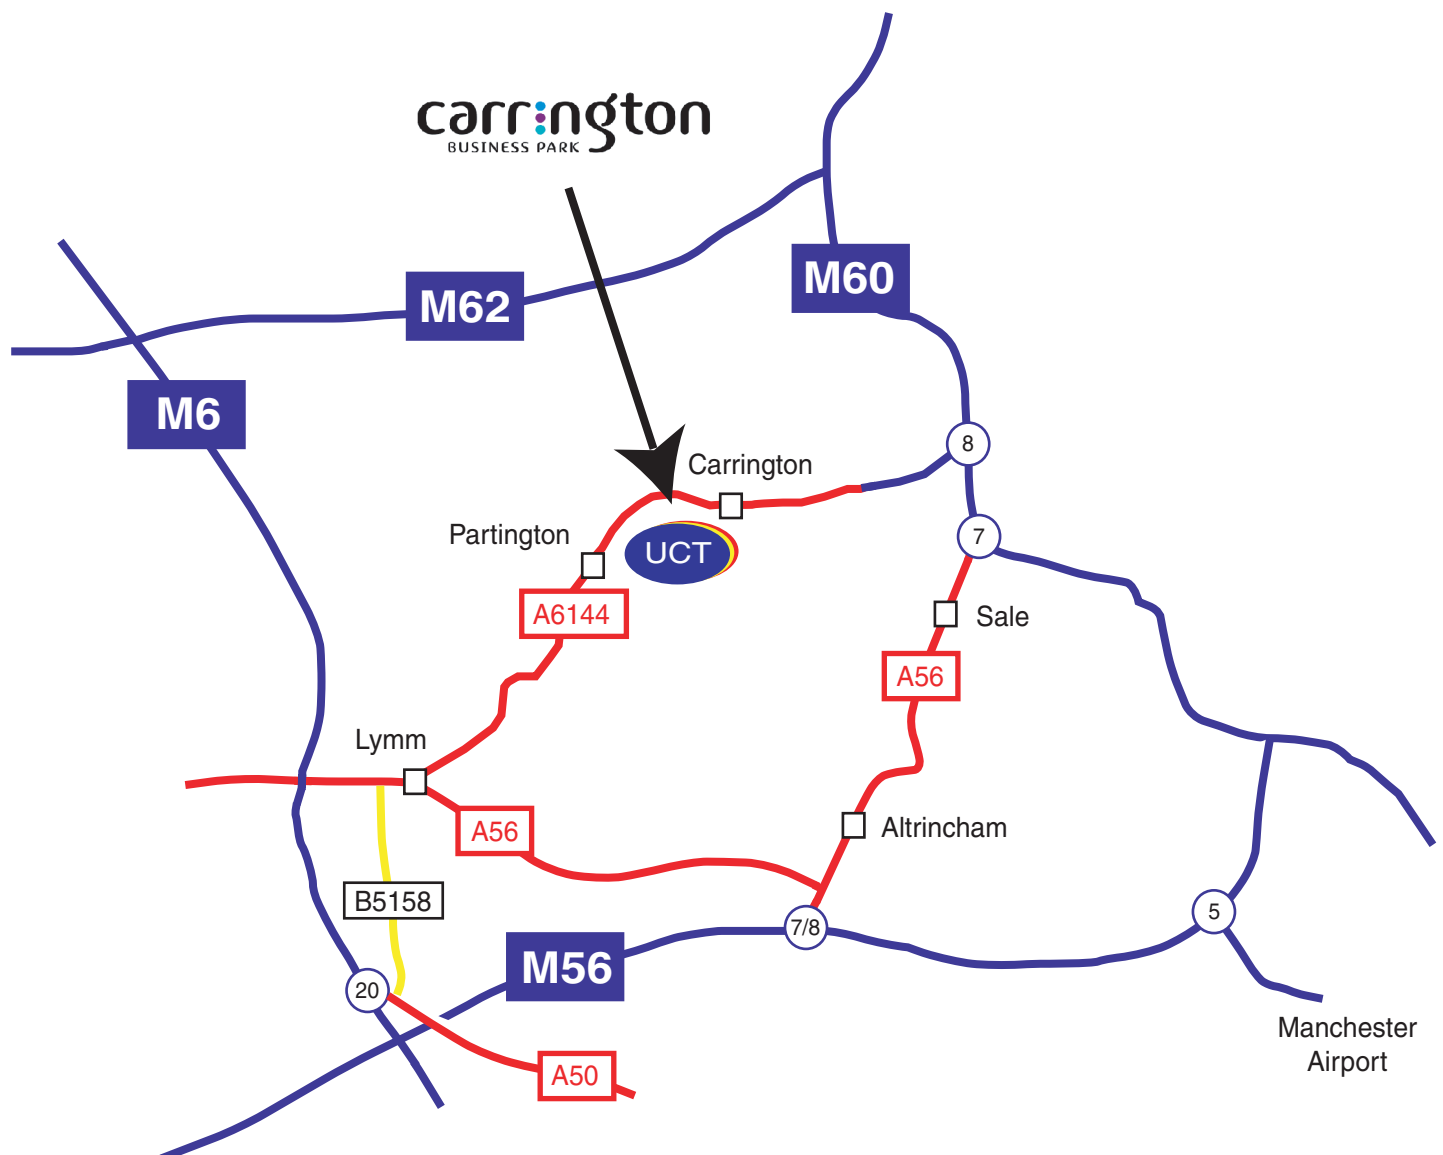 carrington
BUSINESS PARK
M60
M62
M6
8
Carrington
Partington
7
UCT
A6144
Sale
A56
Lymm
A56
Altrincham
B5158
5
7/8
M56
20
Manchester
Airport
A50